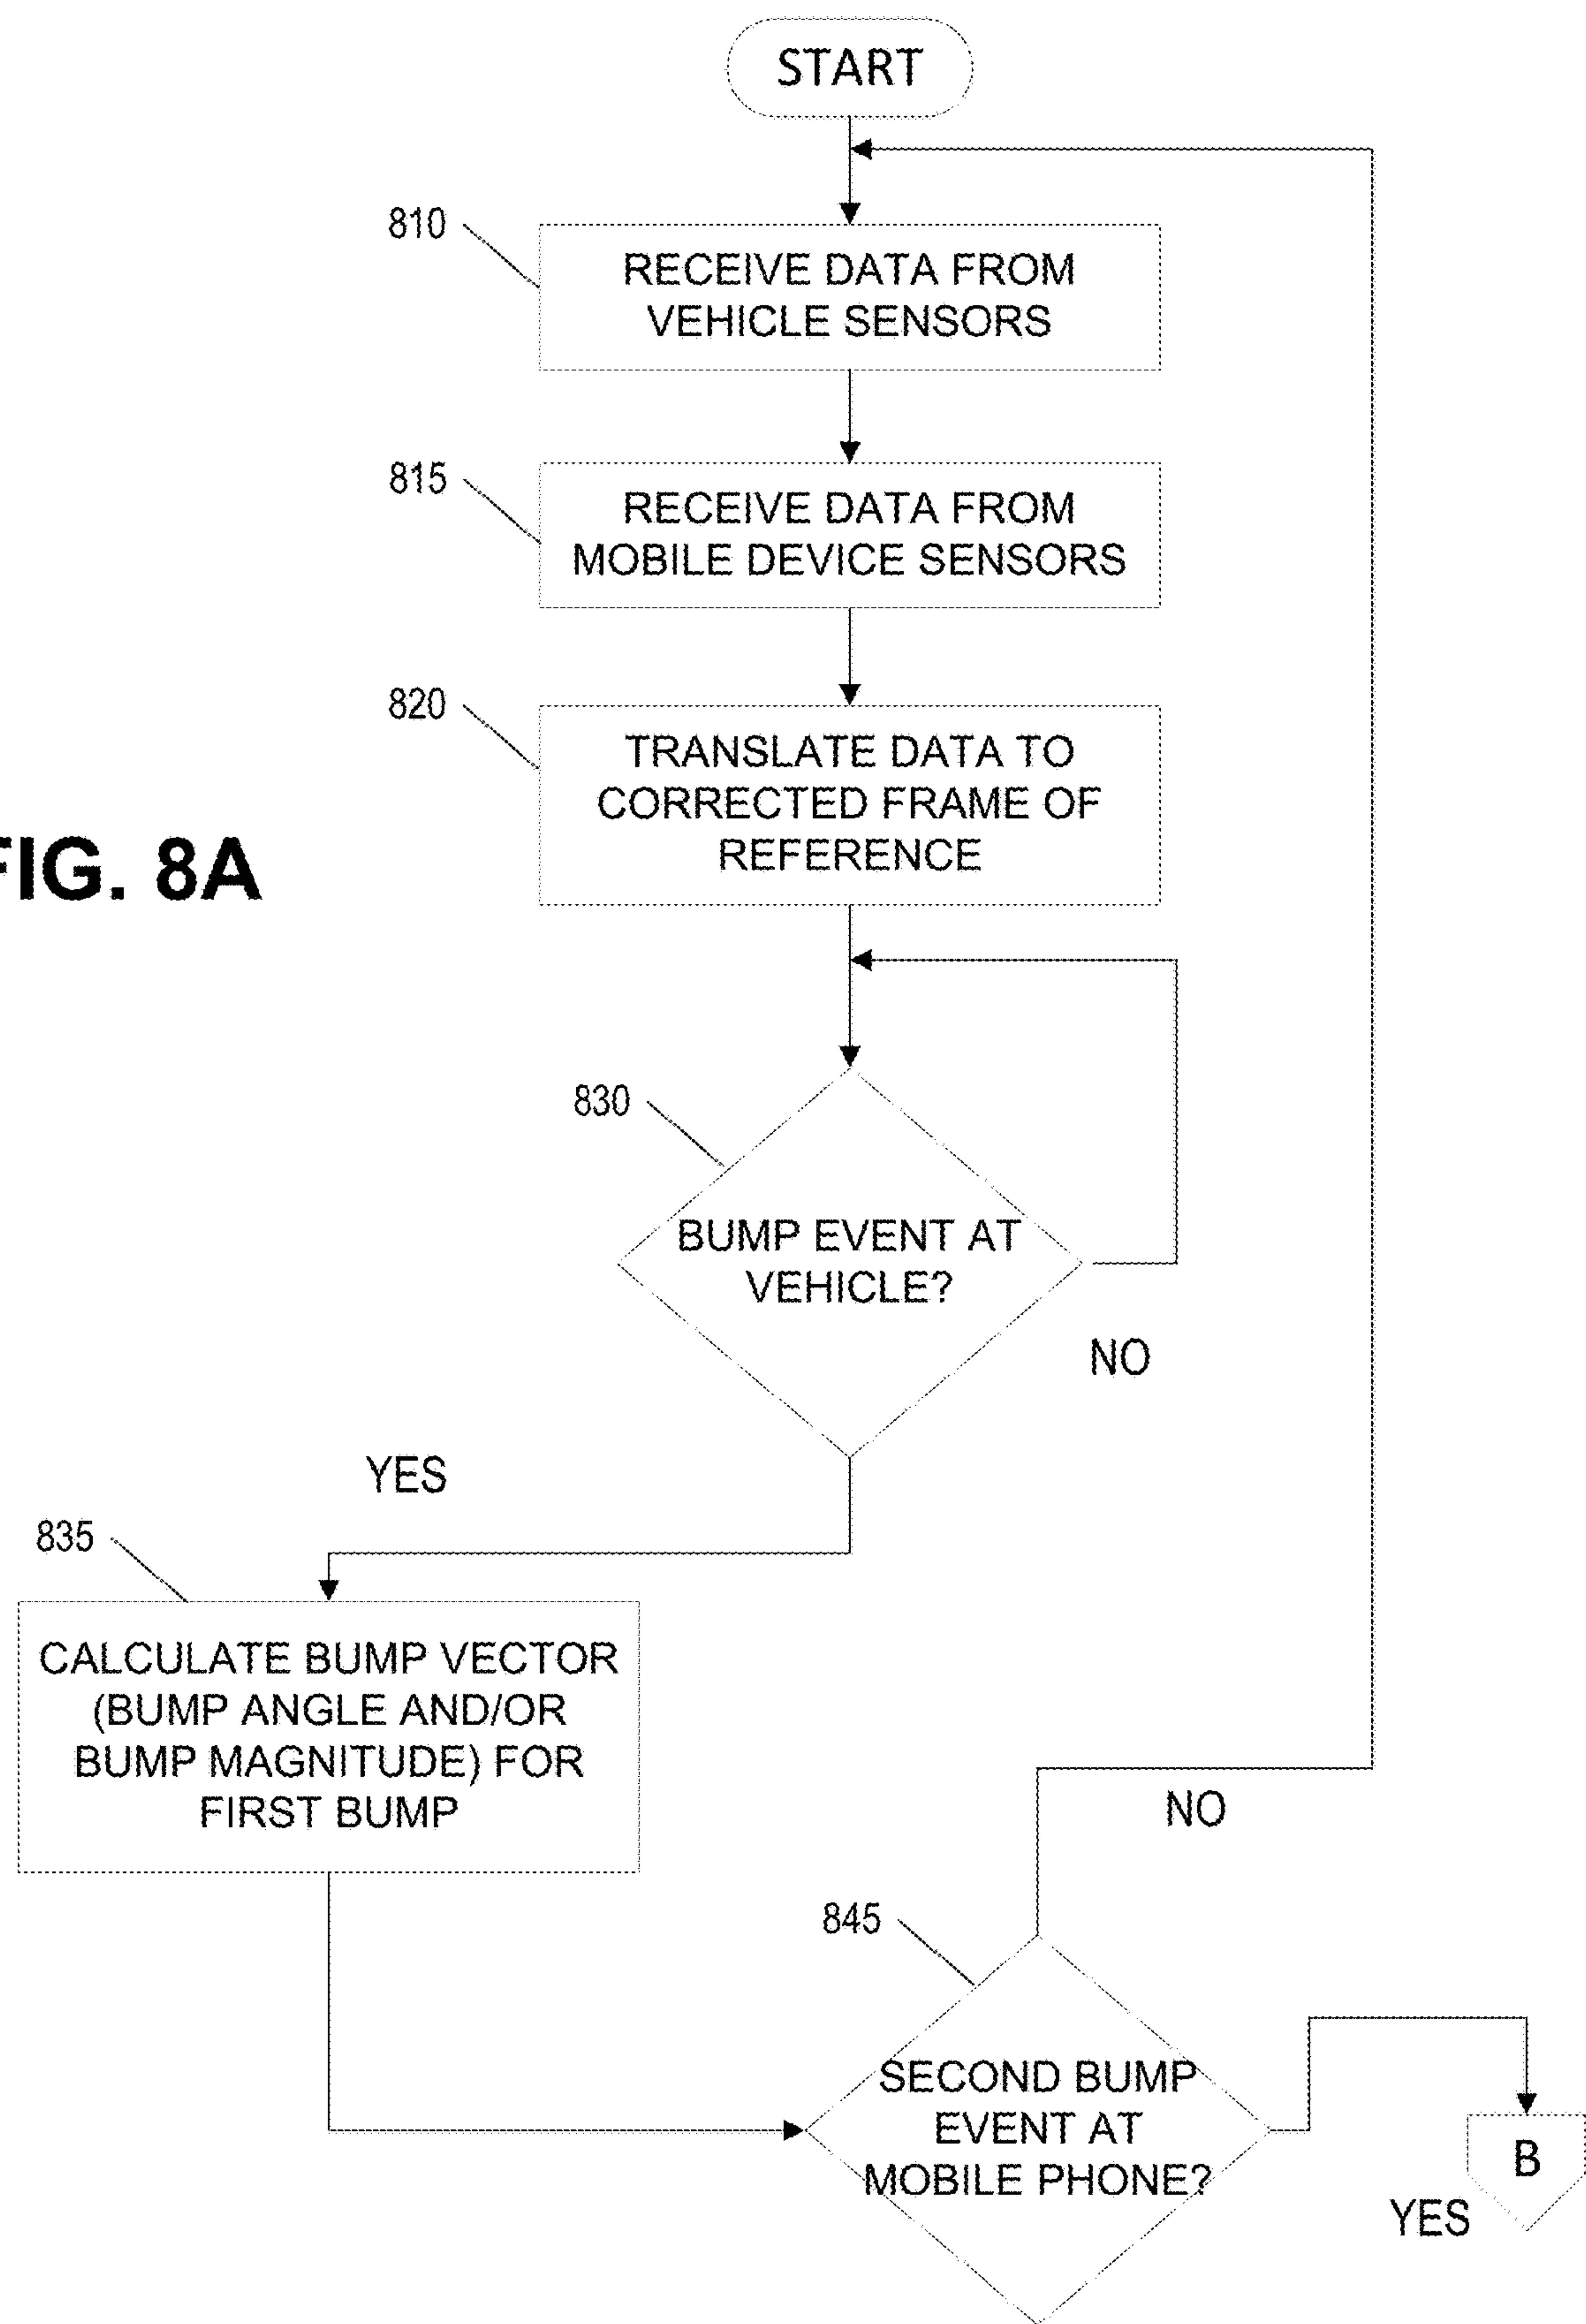 START
810
RECEIVE DATA FROM
VEHICLE SENSORS
815
RECEIVE DATA FROM
MOBILE DEVICE SENSORS
820
TRANSLATE DATA TO
CORRECTED FRAME OF
REFERENCE
FIG. 8A
830
BUMP EVENT AT
VEHICLE?
NO
YES
835
CALCULATE BUMP VECTOR
(BUMP ANGLE AND/OR
BUMP MAGNITUDE) FOR
FIRST BUMP
NO
845
SECOND BUMP
EVENT AT
MOBILE PHONE?
B
YES